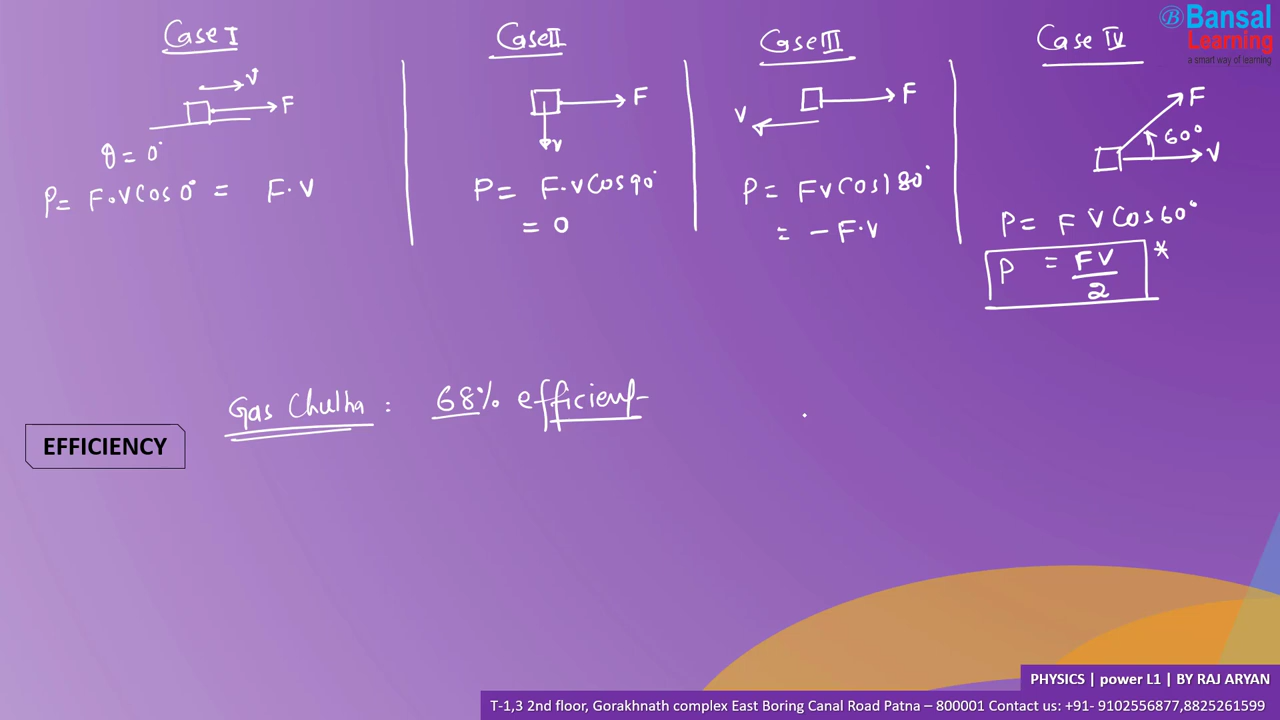 Case I
V
F
θ = 0°
P = F.V Cos 0° = F.V
Case II
F
V
P = F.V Cos 90°
= 0
Case III
F
V
P = FV Cos 180°
= - F.V
Case IV
F
60°
V
P = F V Cos 60°
P = FV/2 *
B Bansal
Learning
a smart way of learning
Gas Chulha : 68% efficient
EFFICIENCY
PHYSICS | power L1 | BY RAJ ARYAN
T-1,3 2nd floor, Gorakhnath complex East Boring Canal Road Patna – 800001 Contact us: +91- 9102556877,8825261599